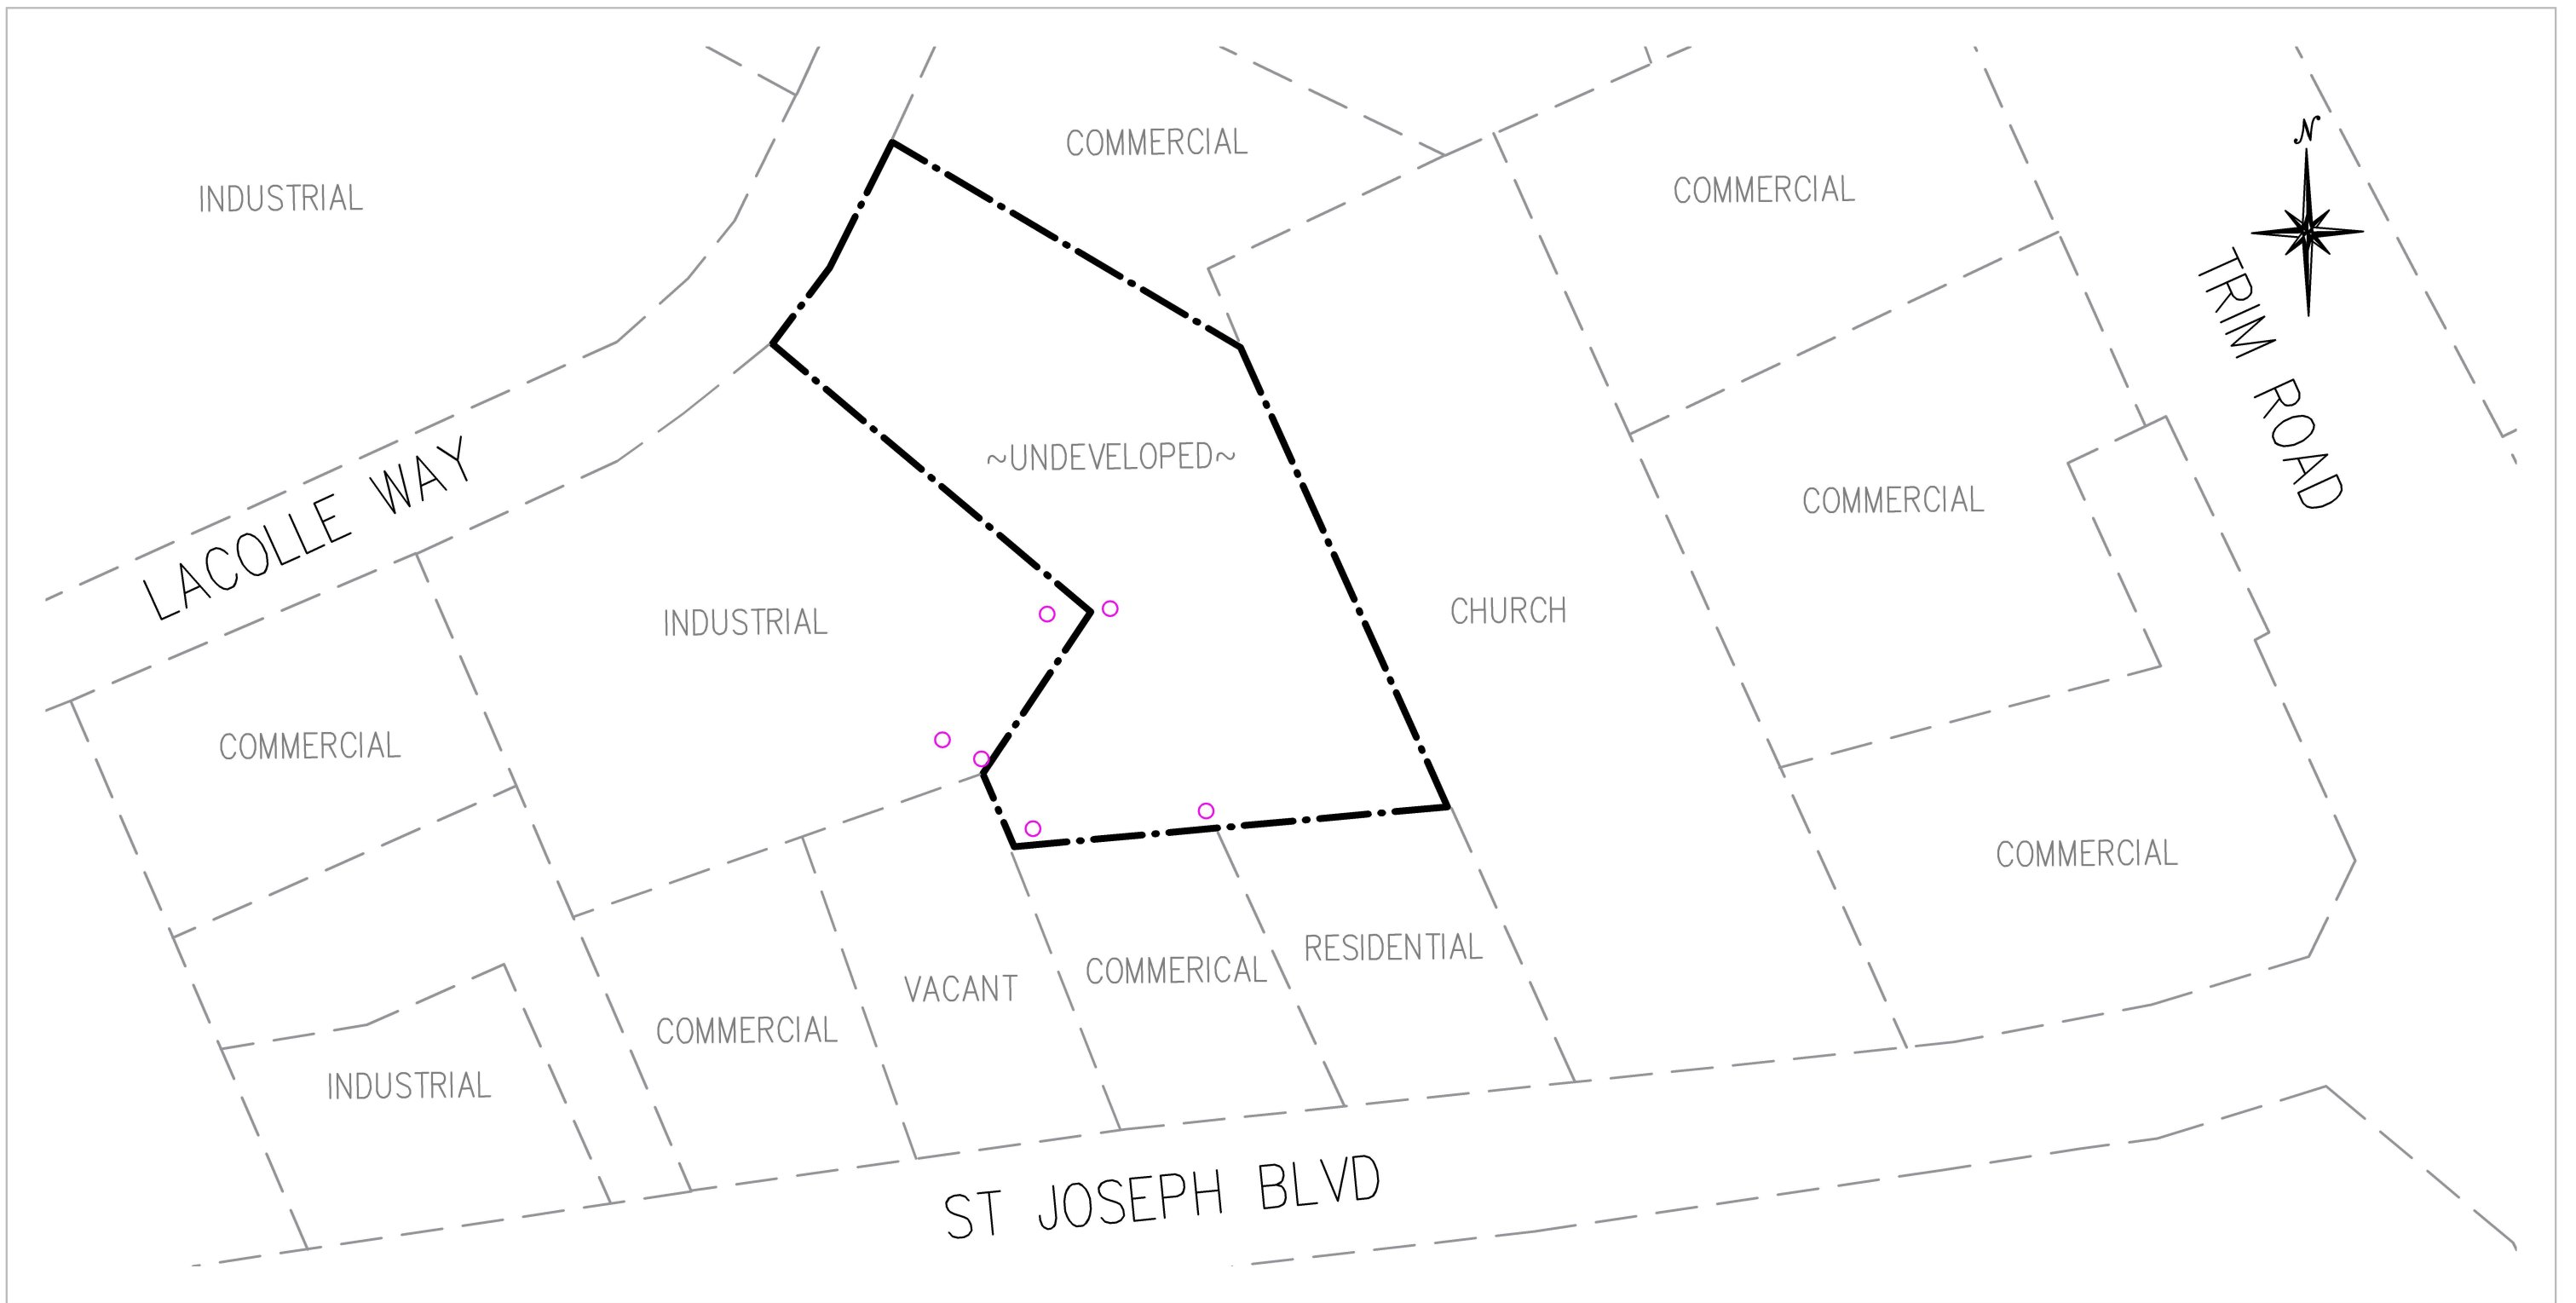 N
COMMERCIAL
COMMERCIAL
INDUSTRIAL
TRIM ROAD
~UNDEVELOPED~
COMMERCIAL
LACOLLE WAY
CHURCH
INDUSTRIAL
COMMERCIAL
COMMERCIAL
RESIDENTIAL
COMMERICAL
VACANT
COMMERCIAL
INDUSTRIAL
ST JOSEPH BLVD